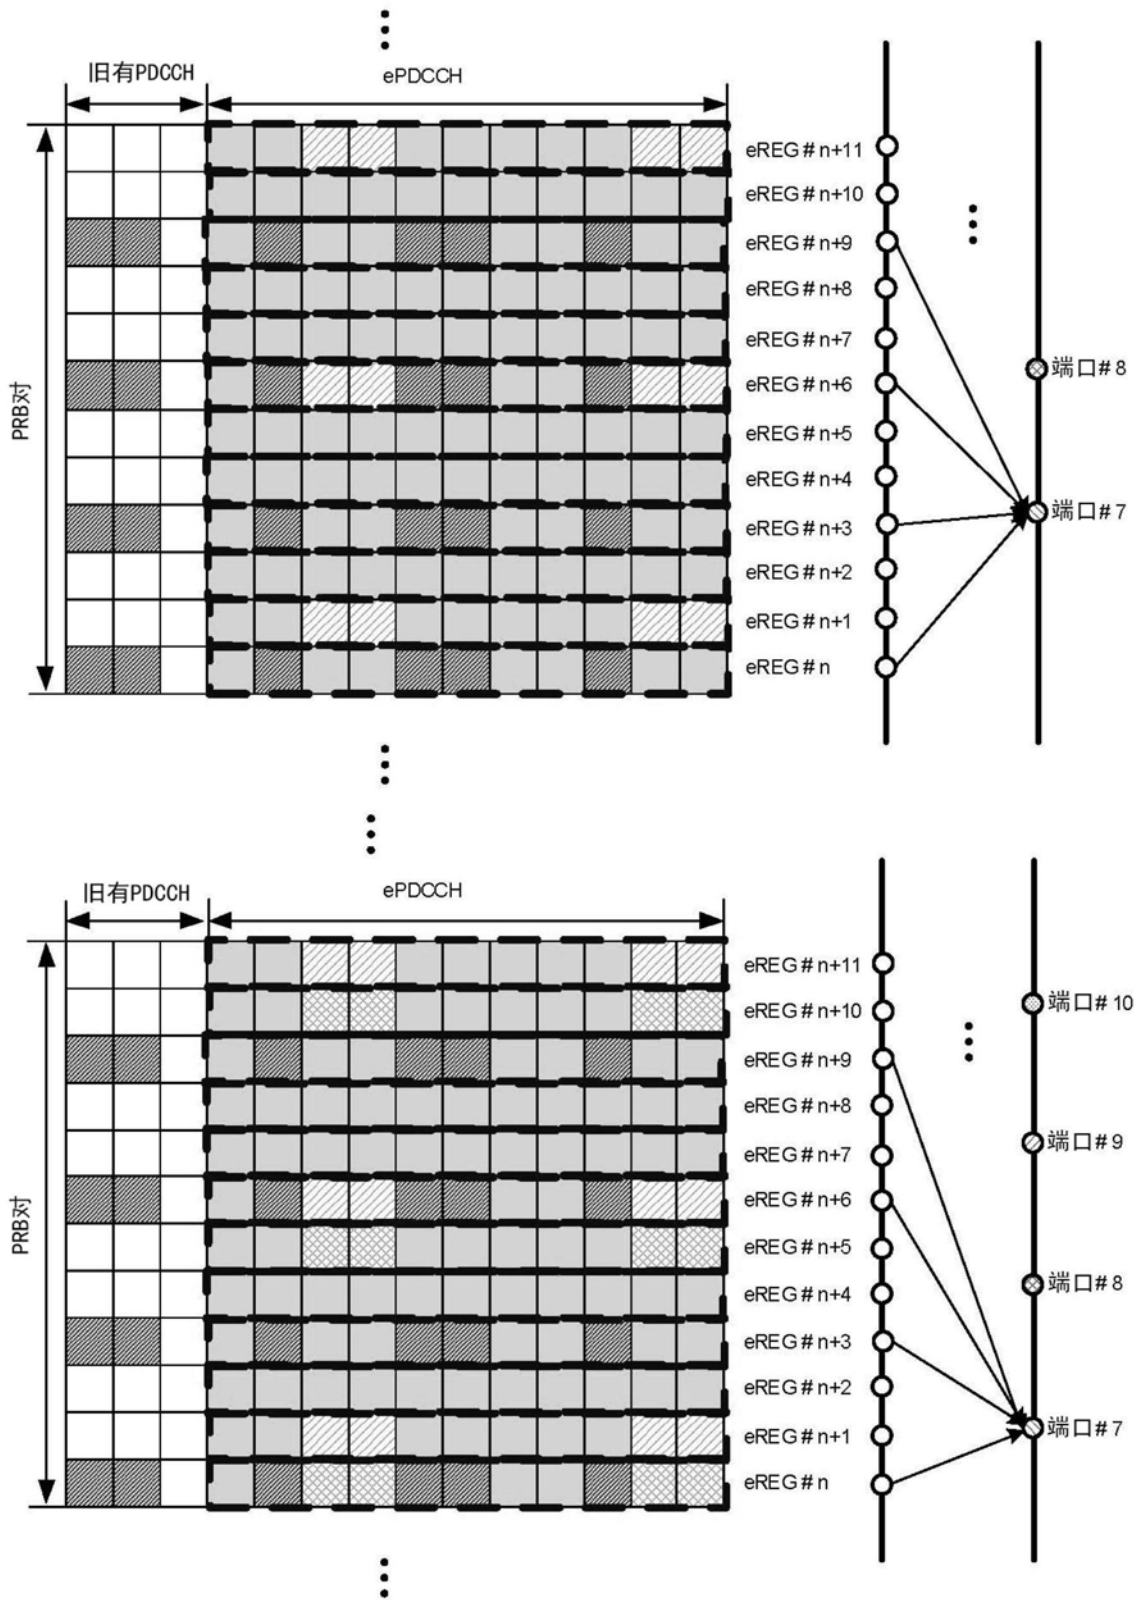 旧有PDCCH
ePDCCH
PRB对
eREG# n+11
eREG# n+10
eREG# n+9
eREG# n+8
eREG# n+7
eREG# n+6
eREG# n+5
eREG# n+4
eREG# n+3
eREG# n+2
eREG# n+1
eREG# n
端口#8
端口#7
旧有PDCCH
ePDCCH
PRB对
eREG# n+11
eREG# n+10
eREG# n+9
eREG# n+8
eREG# n+7
eREG# n+6
eREG# n+5
eREG# n+4
eREG# n+3
eREG# n+2
eREG# n+1
eREG# n
端口#10
端口#9
端口#8
端口#7